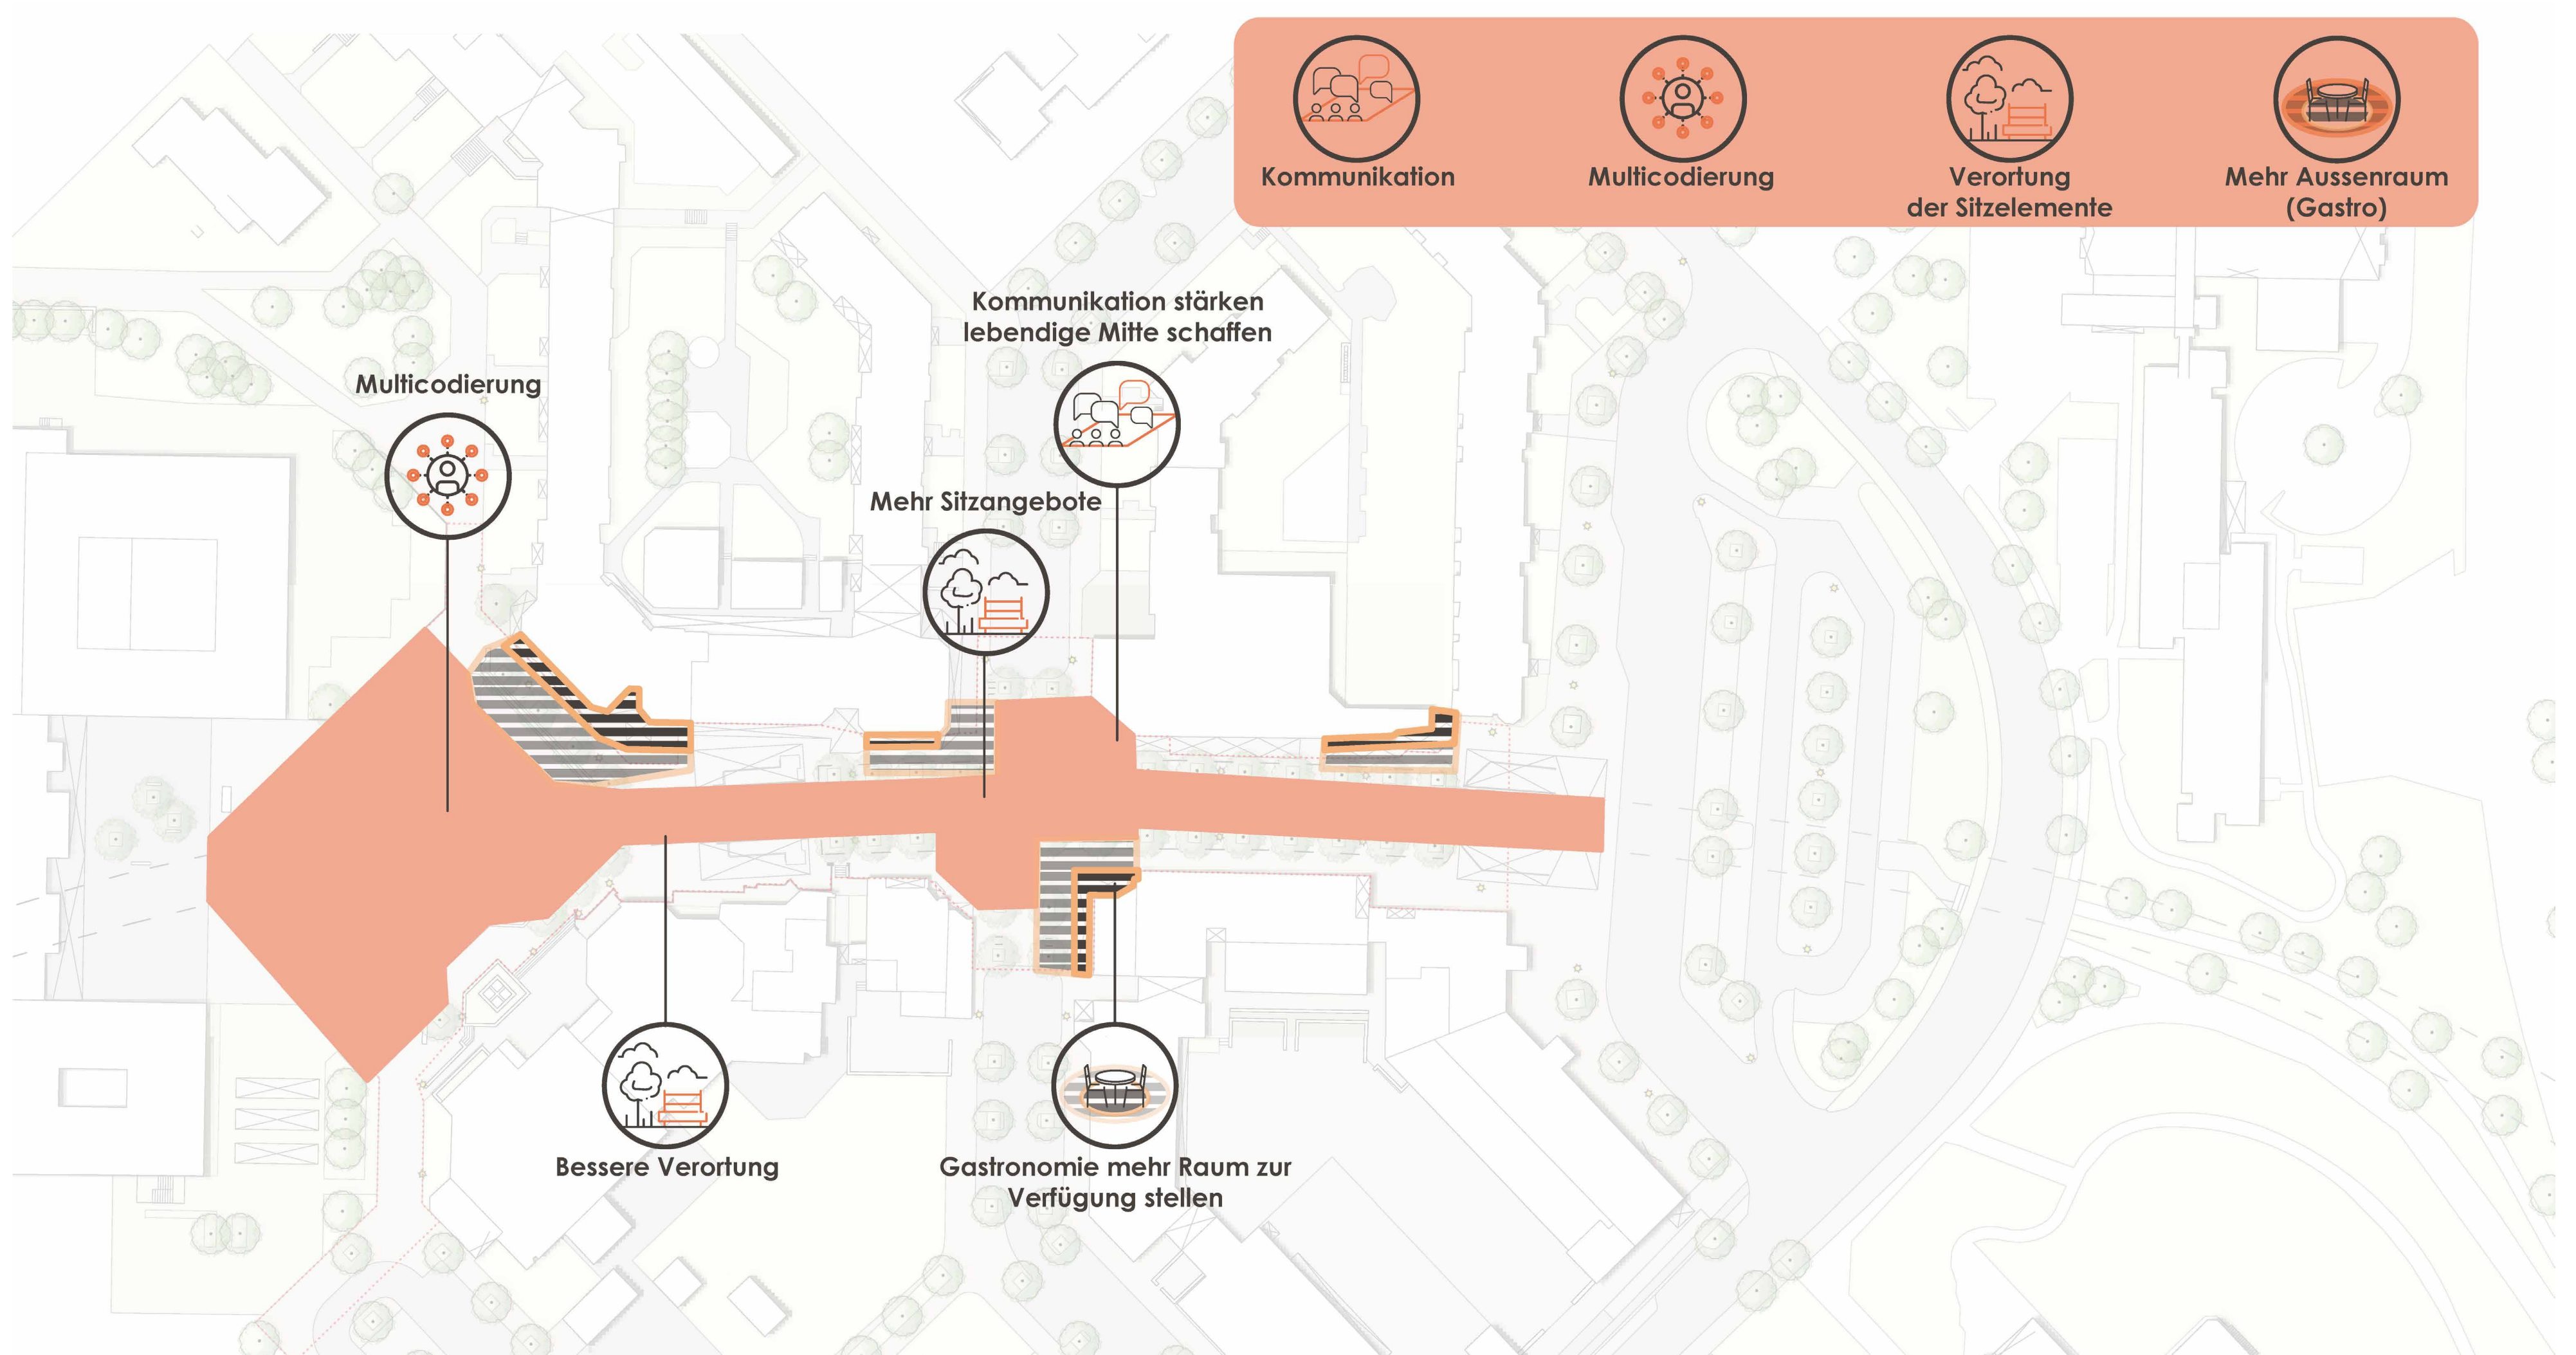 Kommunikation
Multicodierung
Verortung
der Sitzelemente
Mehr Aussenraum
(Gastro)
Kommunikation stärken
lebendige Mitte schaffen
Multicodierung
Mehr Sitzangebote
Bessere Verortung
Gastronomie mehr Raum zur
Verfügung stellen